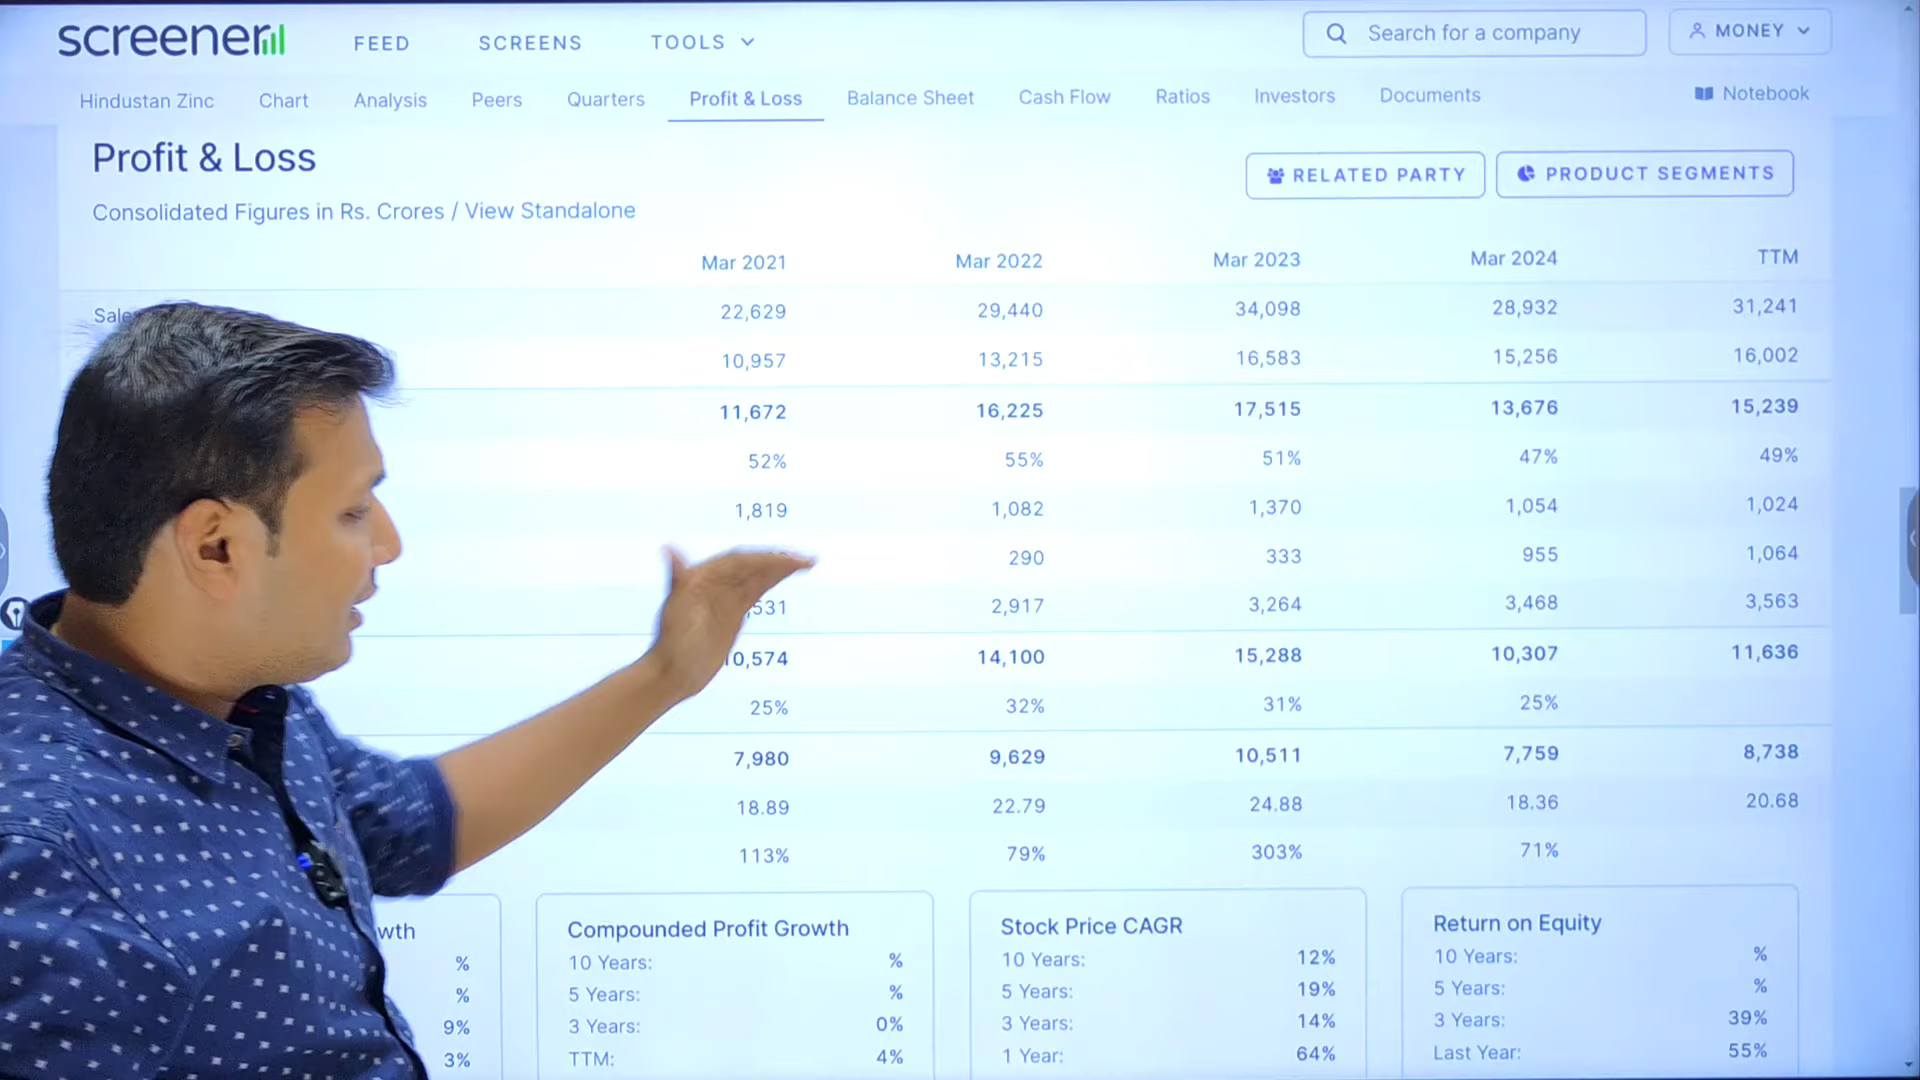 screener FEED SCREENS TOOLS Search for a company MONEY
Hindustan Zinc Chart Analysis Peers Quarters Profit & Loss Balance Sheet Cash Flow Ratios Investors Documents Notebook
Profit & Loss
RELATED PARTY PRODUCT SEGMENTS
Consolidated Figures in Rs. Crores / View Standalone
Mar 2021 Mar 2022 Mar 2023 Mar 2024 TTM
Sale 22,629 29,440 34,098 28,932 31,241
10,957 13,215 16,583 15,256 16,002
11,672 16,225 17,515 13,676 15,239
52% 55% 51% 47% 49%
1,819 1,082 1,370 1,054 1,024
290 333 955 1,064
531 2,917 3,264 3,468 3,563
0,574 14,100 15,288 10,307 11,636
25% 32% 31% 25%
7,980 9,629 10,511 7,759 8,738
18.89 22.79 24.88 18.36 20.68
113% 79% 303% 71%
wth
%
%
9%
3%
Compounded Profit Growth
10 Years: %
5 Years: %
3 Years: 0%
TTM: 4%
Stock Price CAGR
10 Years: 12%
5 Years: 19%
3 Years: 14%
1 Year: 64%
Return on Equity
10 Years: %
5 Years: %
3 Years: 39%
Last Year: 55%